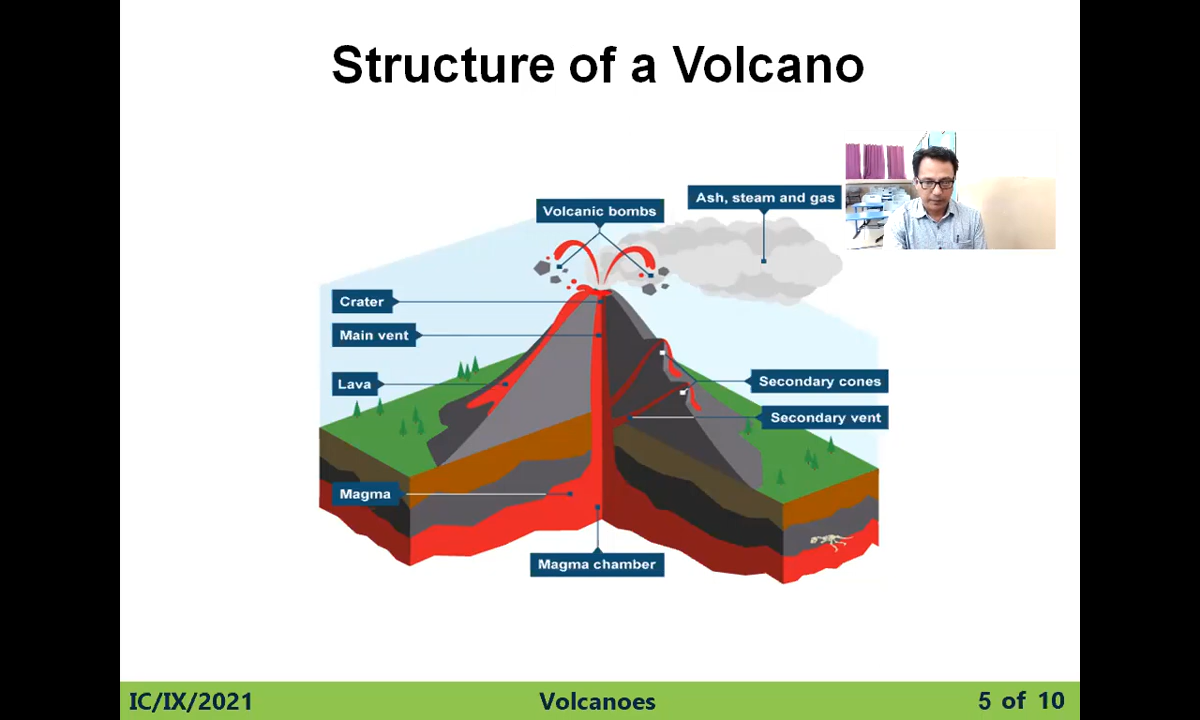 Structure of a Volcano
Volcanic bombs
Ash, steam and gas
Crater
Main vent
Lava
Secondary cones
Secondary vent
Magma
Magma chamber
IC/IX/2021
Volcanoes
5 of 10